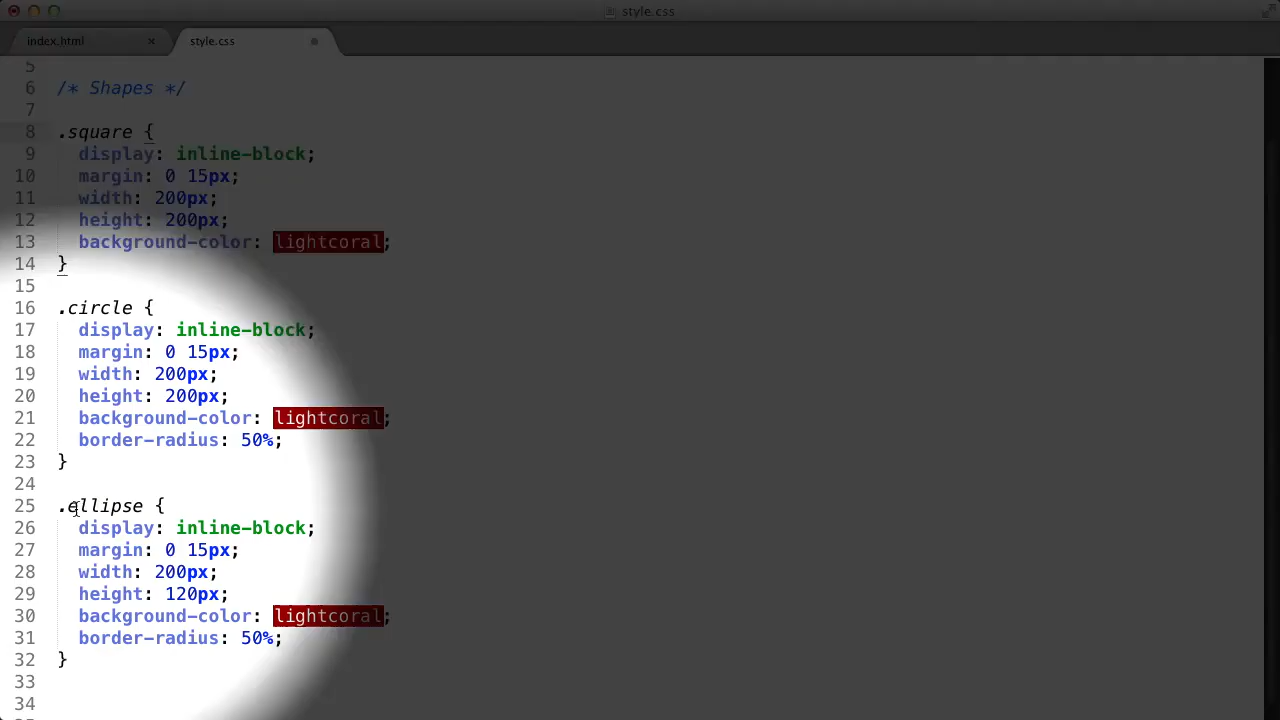 style.css
index.html × style.css
5
6 /* Shapes */
7
8 .square {
9 display: inline-block;
10 margin: 0 15px;
11 width: 200px;
12 height: 200px;
13 background-color: lightcoral;
14 }
15
16 .circle {
17 display: inline-block;
18 margin: 0 15px;
19 width: 200px;
20 height: 200px;
21 background-color: lightcoral;
22 border-radius: 50%;
23 }
24
25 .ellipse {
26 display: inline-block;
27 margin: 0 15px;
28 width: 200px;
29 height: 120px;
30 background-color: lightcoral;
31 border-radius: 50%;
32 }
33
34